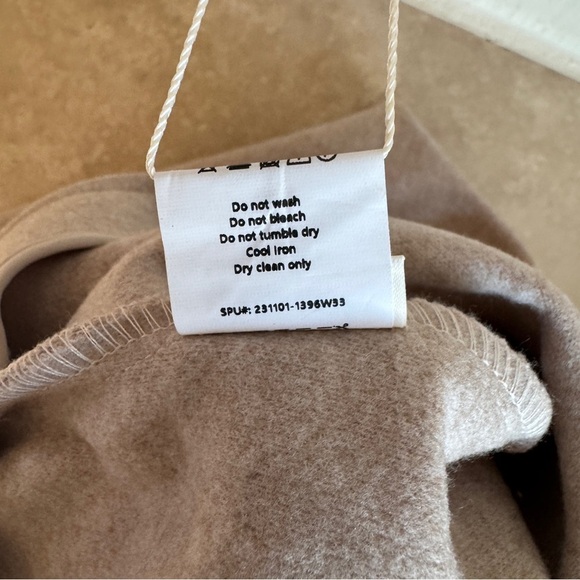 Do not wash
Do not bleach
Do not tumble dry
Cool Iron
Dry clean only
SPU#: 231101-1396W33